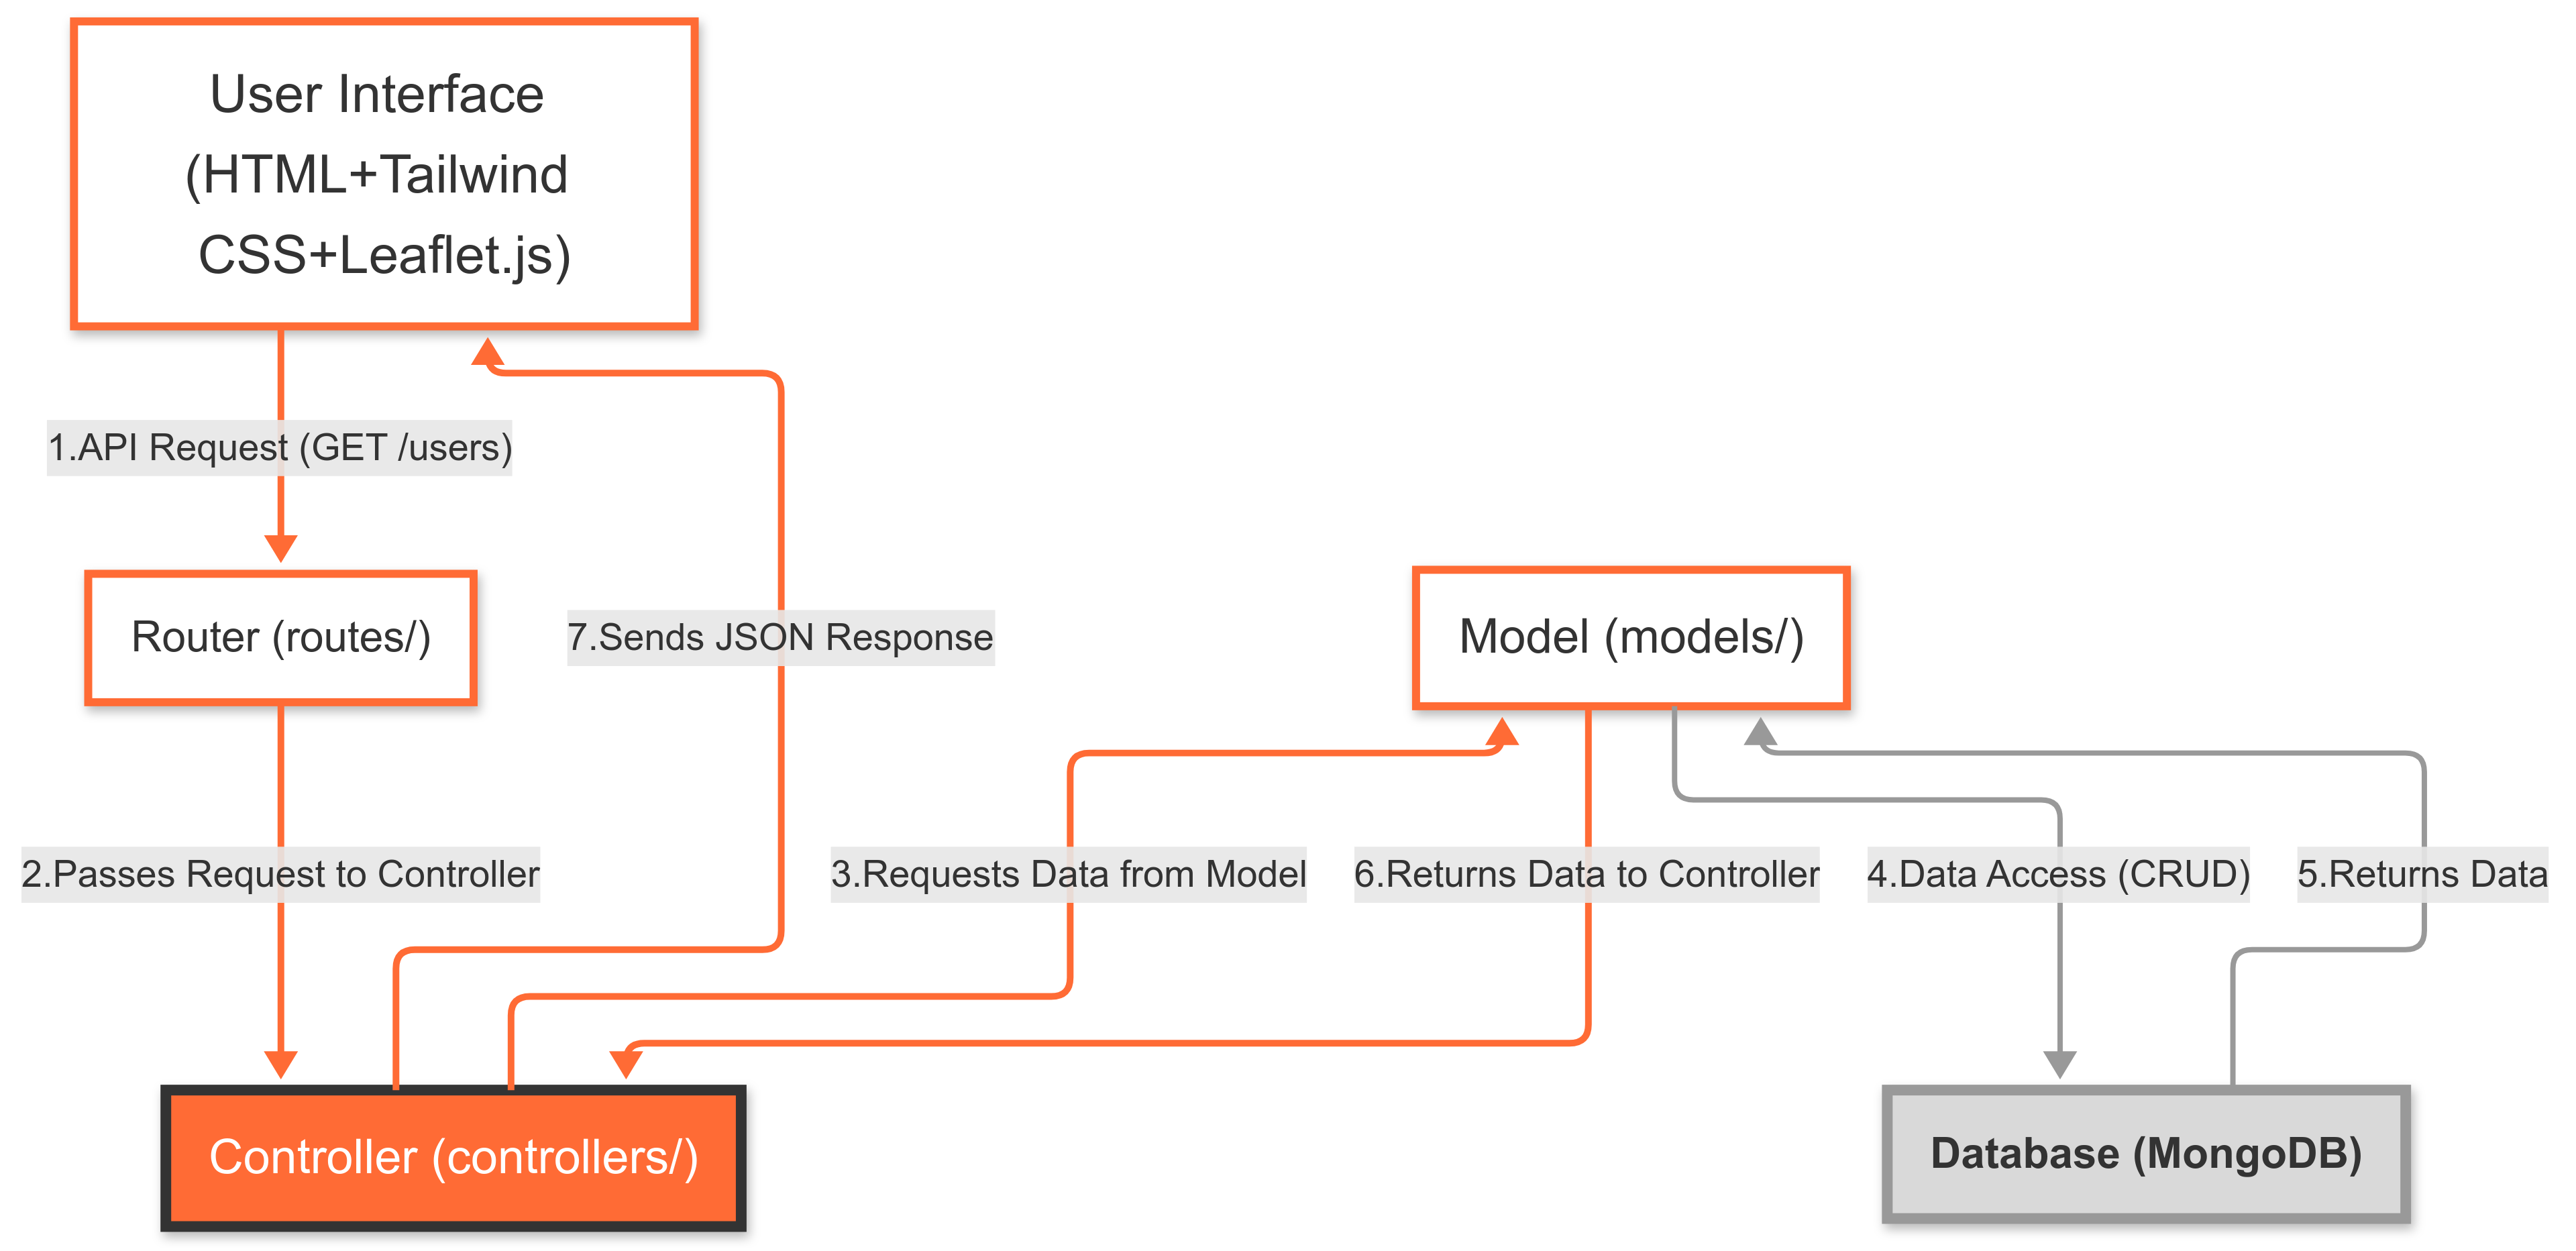 User Interface
(HTML+Tailwind
CSS+Leaflet.js)
1.API Request (GET /users)
Router (routes/)
7.Sends JSON Response
Model (models/)
2.Passes Request to Controller
3.Requests Data from Model
6.Returns Data to Controller
4.Data Access (CRUD)
5.Returns Data
Controller (controllers/)
Database (MongoDB)